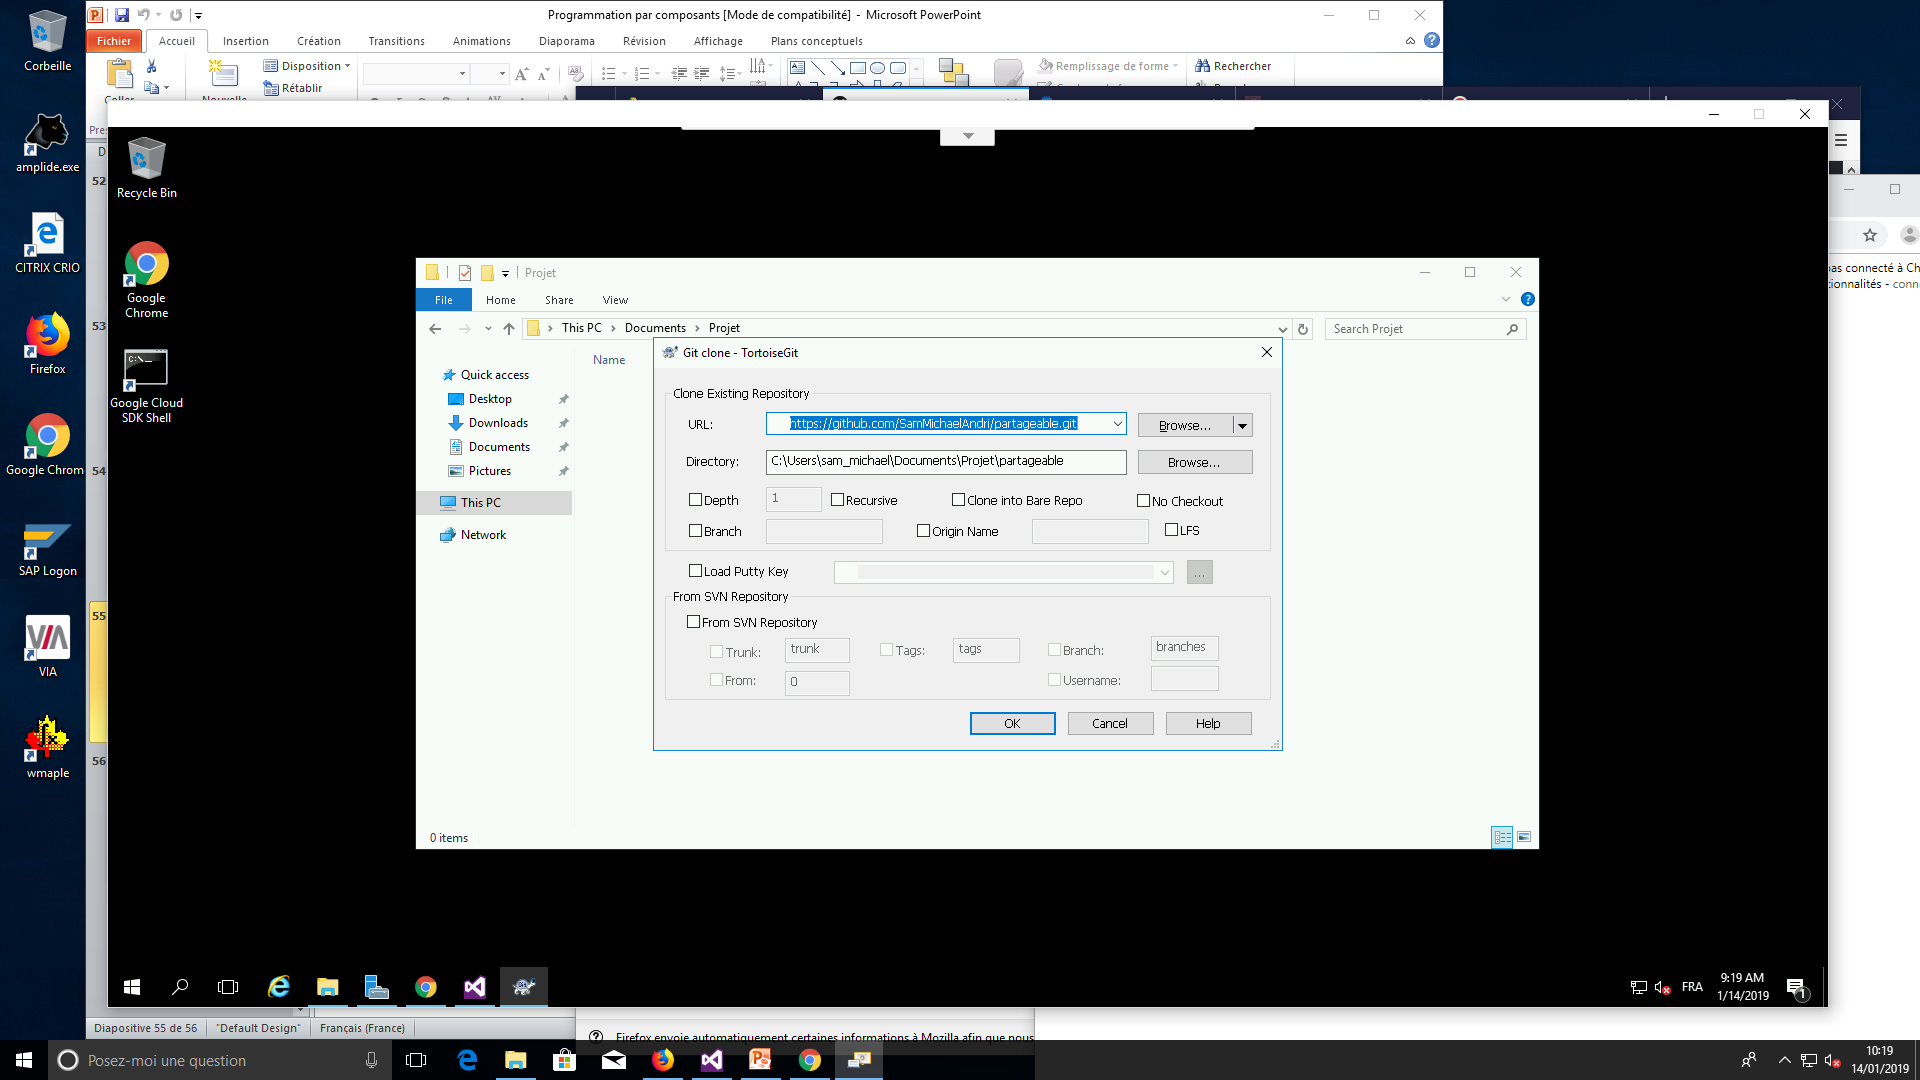 Corbeille
amplide.exe
CITRIX CRIO
Firefox
Google Chrom
SAP Logon
VIA
wmaple
Programmation par composants [Mode de compatibilité] - Microsoft PowerPoint
Fichier Accueil Insertion Création Transitions Animations Diaporama Révision Affichage Plans conceptuels
Disposition
Rétablir
Remplissage de forme
Rechercher
52
53
54
55
56
Recycle Bin
Google
Chrome
Google Cloud
SDK Shell
Projet
File Home Share View
This PC > Documents > Projet
Search Projet
Name
Quick access
Desktop
Downloads
Documents
Pictures
This PC
Network
0 items
Git clone - TortoiseGit
Clone Existing Repository
URL: https://github.com/SamMichaelAndri/partageable.git Browse...
Directory: C:\Users\sam_michael\Documents\Projet\partageable Browse...
Depth 1 Recursive Clone into Bare Repo No Checkout
Branch Origin Name LFS
Load Putty Key ...
From SVN Repository
From SVN Repository
Trunk: trunk Tags: tags Branch: branches
From: 0 Username:
OK Cancel Help
pas connecté à Ch
ionnalités - conne
FRA
9:19 AM
1/14/2019
1
Diapositive 55 de 56 "Default Design" Français (France)
Firefox envoie automatiquement certaines informations à Mozilla afin que nous
Posez-moi une question
10:19
14/01/2019